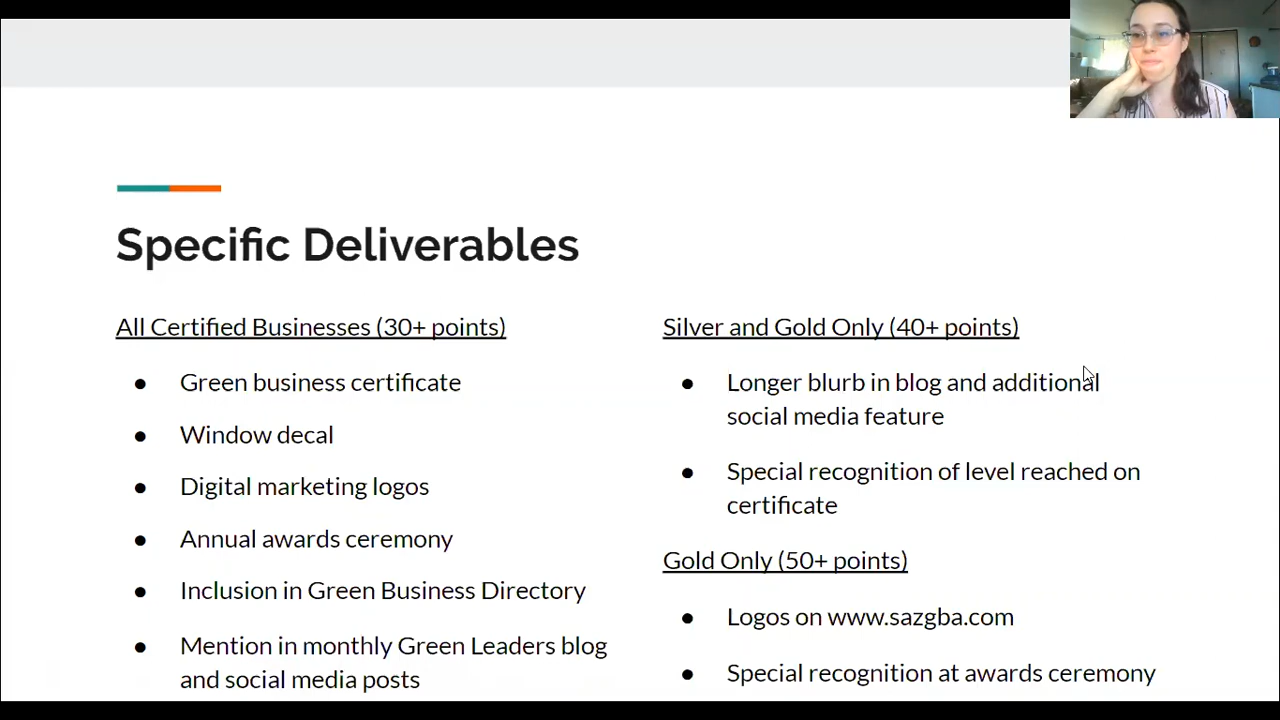 Specific Deliverables
All Certified Businesses (30+ points)
● Green business certificate
● Window decal
● Digital marketing logos
● Annual awards ceremony
● Inclusion in Green Business Directory
● Mention in monthly Green Leaders blog
and social media posts
Silver and Gold Only (40+ points)
● Longer blurb in blog and additional
social media feature
● Special recognition of level reached on
certificate
Gold Only (50+ points)
● Logos on www.sazgba.com
● Special recognition at awards ceremony